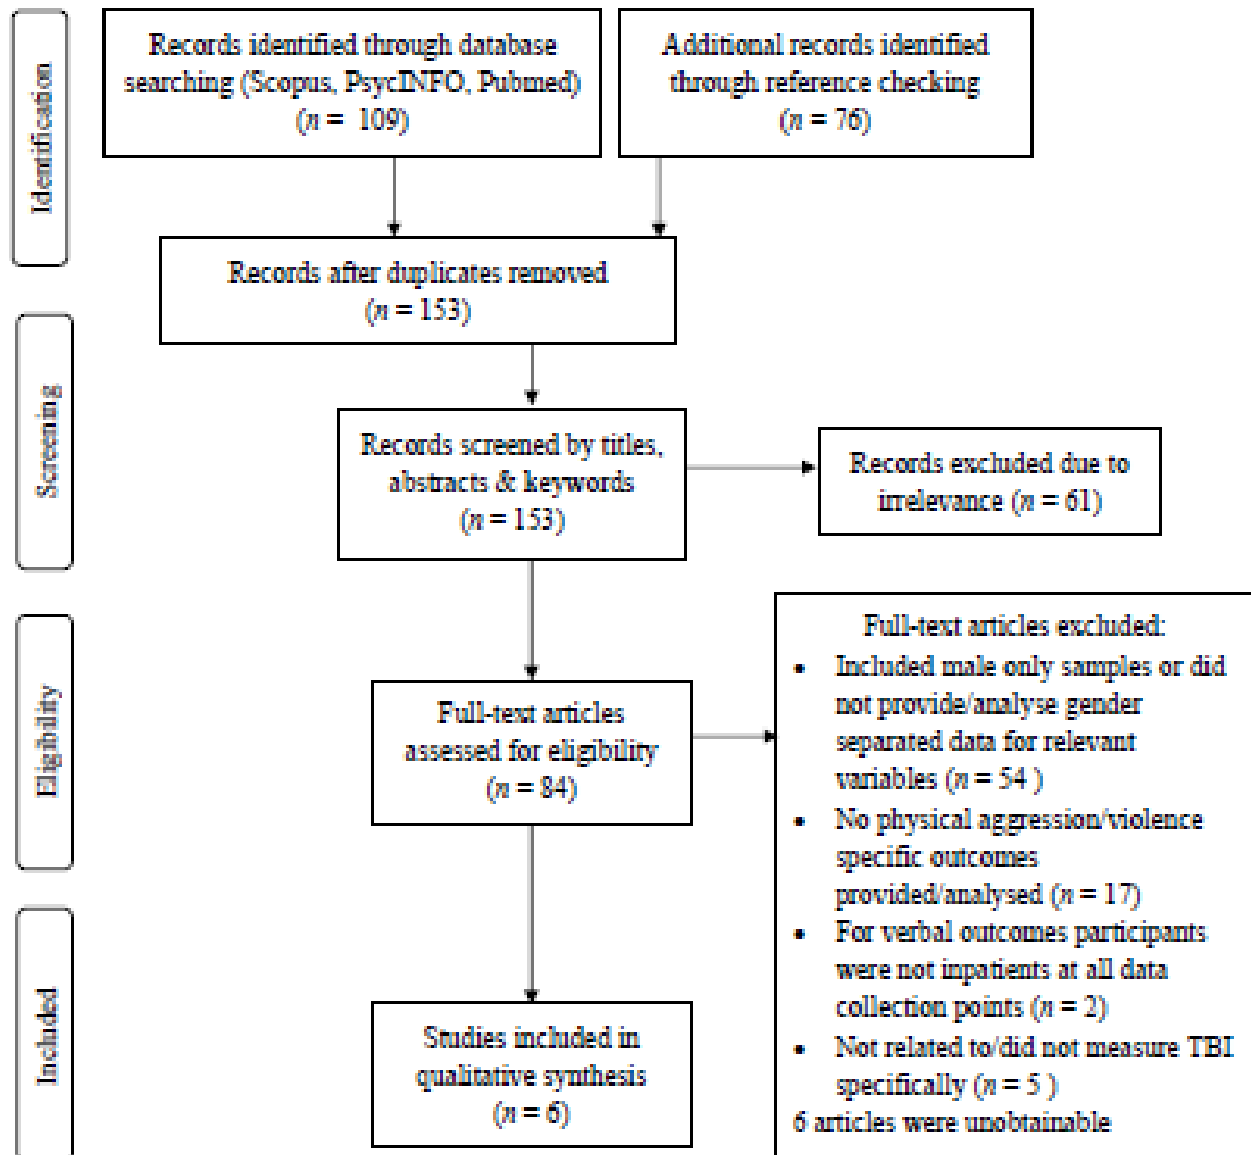 Identification
Records identified through database
searching (Scopus, PsycINFO, Pubmed)
(n = 109)
Additional records identified
through reference checking
(n = 76)
Records after duplicates removed
(n = 153)
Screening
Records screened by titles,
abstracts & keywords
(n = 153)
Records excluded due to
irrelevance (n = 61)
Eligibility
Full-text articles
assessed for eligibility
(n = 84)
Full-text articles excluded:
• Included male only samples or did
not provide/analyse gender
separated data for relevant
variables (n = 54 )
• No physical aggression/violence
specific outcomes
provided/analysed (n = 17)
• For verbal outcomes participants
were not inpatients at all data
collection points (n = 2)
• Not related to/did not measure TBI
specifically (n = 5 )
6 articles were unobtainable
Included
Studies included in
qualitative synthesis
(n = 6)